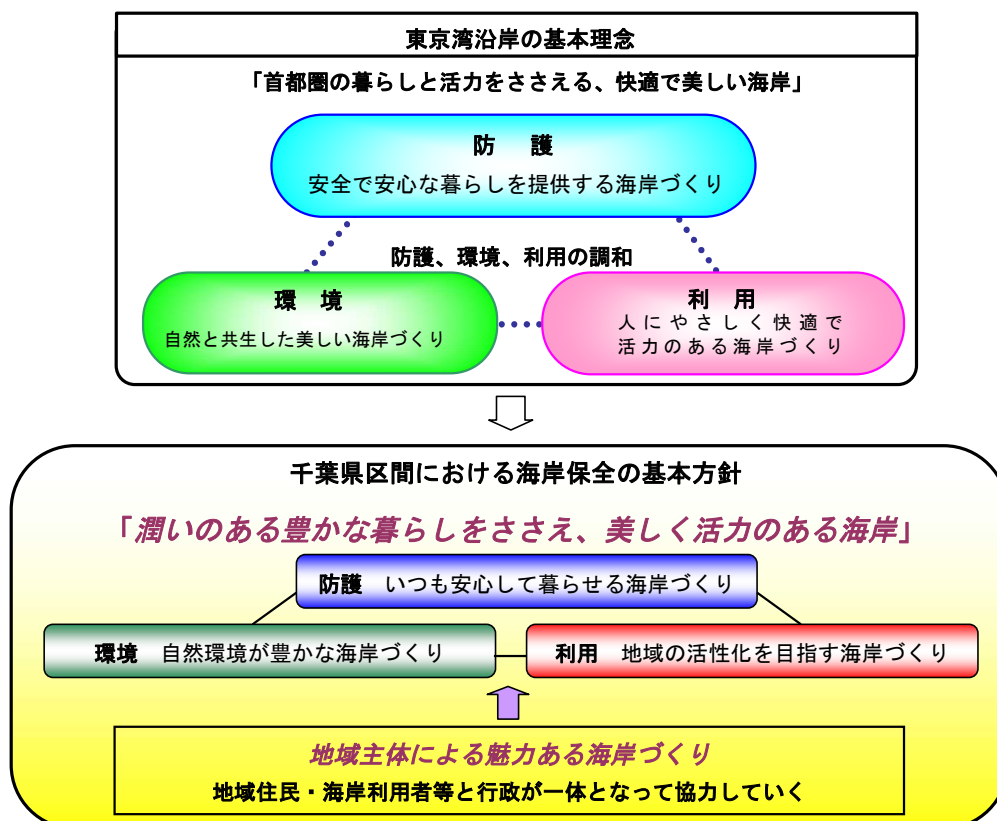 東京湾沿岸の基本理念
「首都圏の暮らしと活力をささえる、快適で美しい海岸」
防　護
安全で安心な暮らしを提供する海岸づくり
防護、環境、利用の調和
環　境
自然と共生した美しい海岸づくり
利　用
人にやさしく快適で
活力のある海岸づくり
千葉県区間における海岸保全の基本方針
「潤いのある豊かな暮らしをささえ、美しく活力のある海岸」
防護　いつも安心して暮らせる海岸づくり
環境　自然環境が豊かな海岸づくり
利用　地域の活性化を目指す海岸づくり
地域主体による魅力ある海岸づくり
地域住民・海岸利用者等と行政が一体となって協力していく